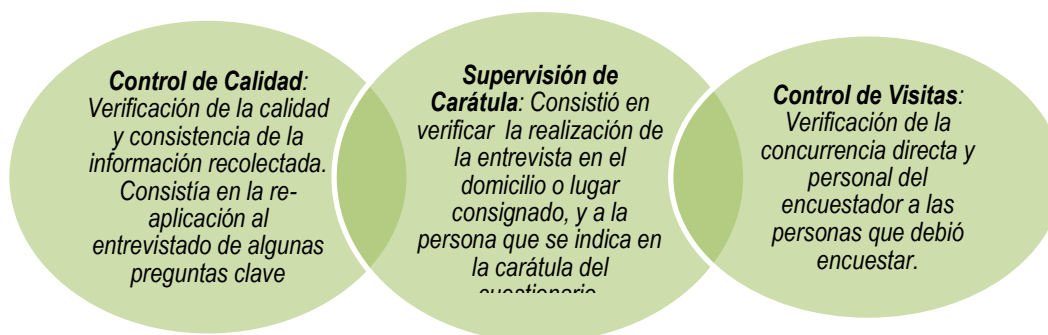 Control de Calidad:
Verificación de la calidad
y consistencia de la
información recolectada.
Consistía en la re-
aplicación al
entrevistado de algunas
preguntas clave
Supervisión de
Carátula: Consistió en
verificar la realización de
la entrevista en el
domicilio o lugar
consignado, y a la
persona que se indica en
la carátula del
cuestionario
Control de Visitas:
Verificación de la
concurrencia directa y
personal del
encuestador a las
personas que debió
encuestar.